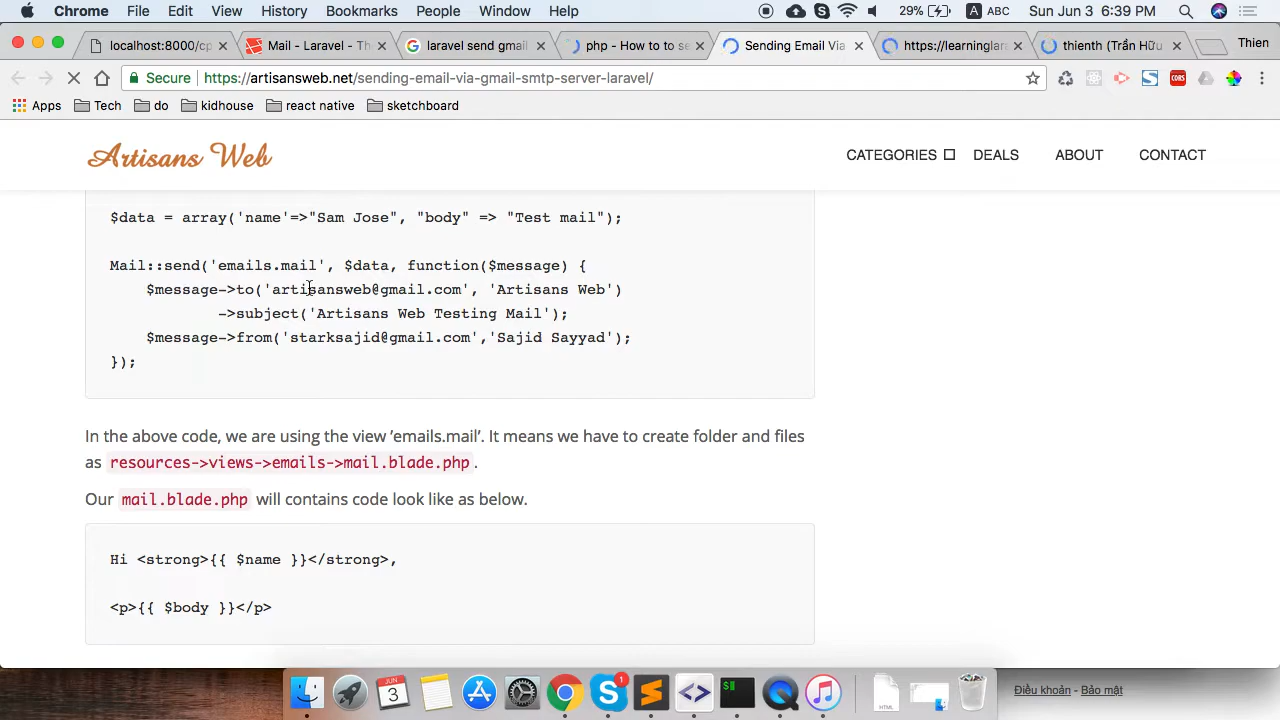 Chrome File Edit View History Bookmarks People Window Help 29% A ABC Sun Jun 3 6:39 PM
localhost:8000/cp × Mail - Laravel - Th × laravel send gmail × php - How to to se × Sending Email Via × https://learninglar × thienth (Trần Hữu × Thien
Secure https://artisansweb.net/sending-email-via-gmail-smtp-server-laravel/ CORS
Apps Tech do kidhouse react native sketchboard
Artisans Web CATEGORIES DEALS ABOUT CONTACT
$data = array('name'=>"Sam Jose", "body" => "Test mail");
Mail::send('emails.mail', $data, function($message) {
$message->to('artisansweb@gmail.com', 'Artisans Web')
->subject('Artisans Web Testing Mail');
$message->from('starksajid@gmail.com','Sajid Sayyad');
});
In the above code, we are using the view 'emails.mail'. It means we have to create folder and files
as resources->views->emails->mail.blade.php.
Our mail.blade.php will contains code look like as below.
Hi <strong>{{ $name }}</strong>,
<p>{{ $body }}</p>
JUN
3
1
HTML
Điều khoản - Bảo mật